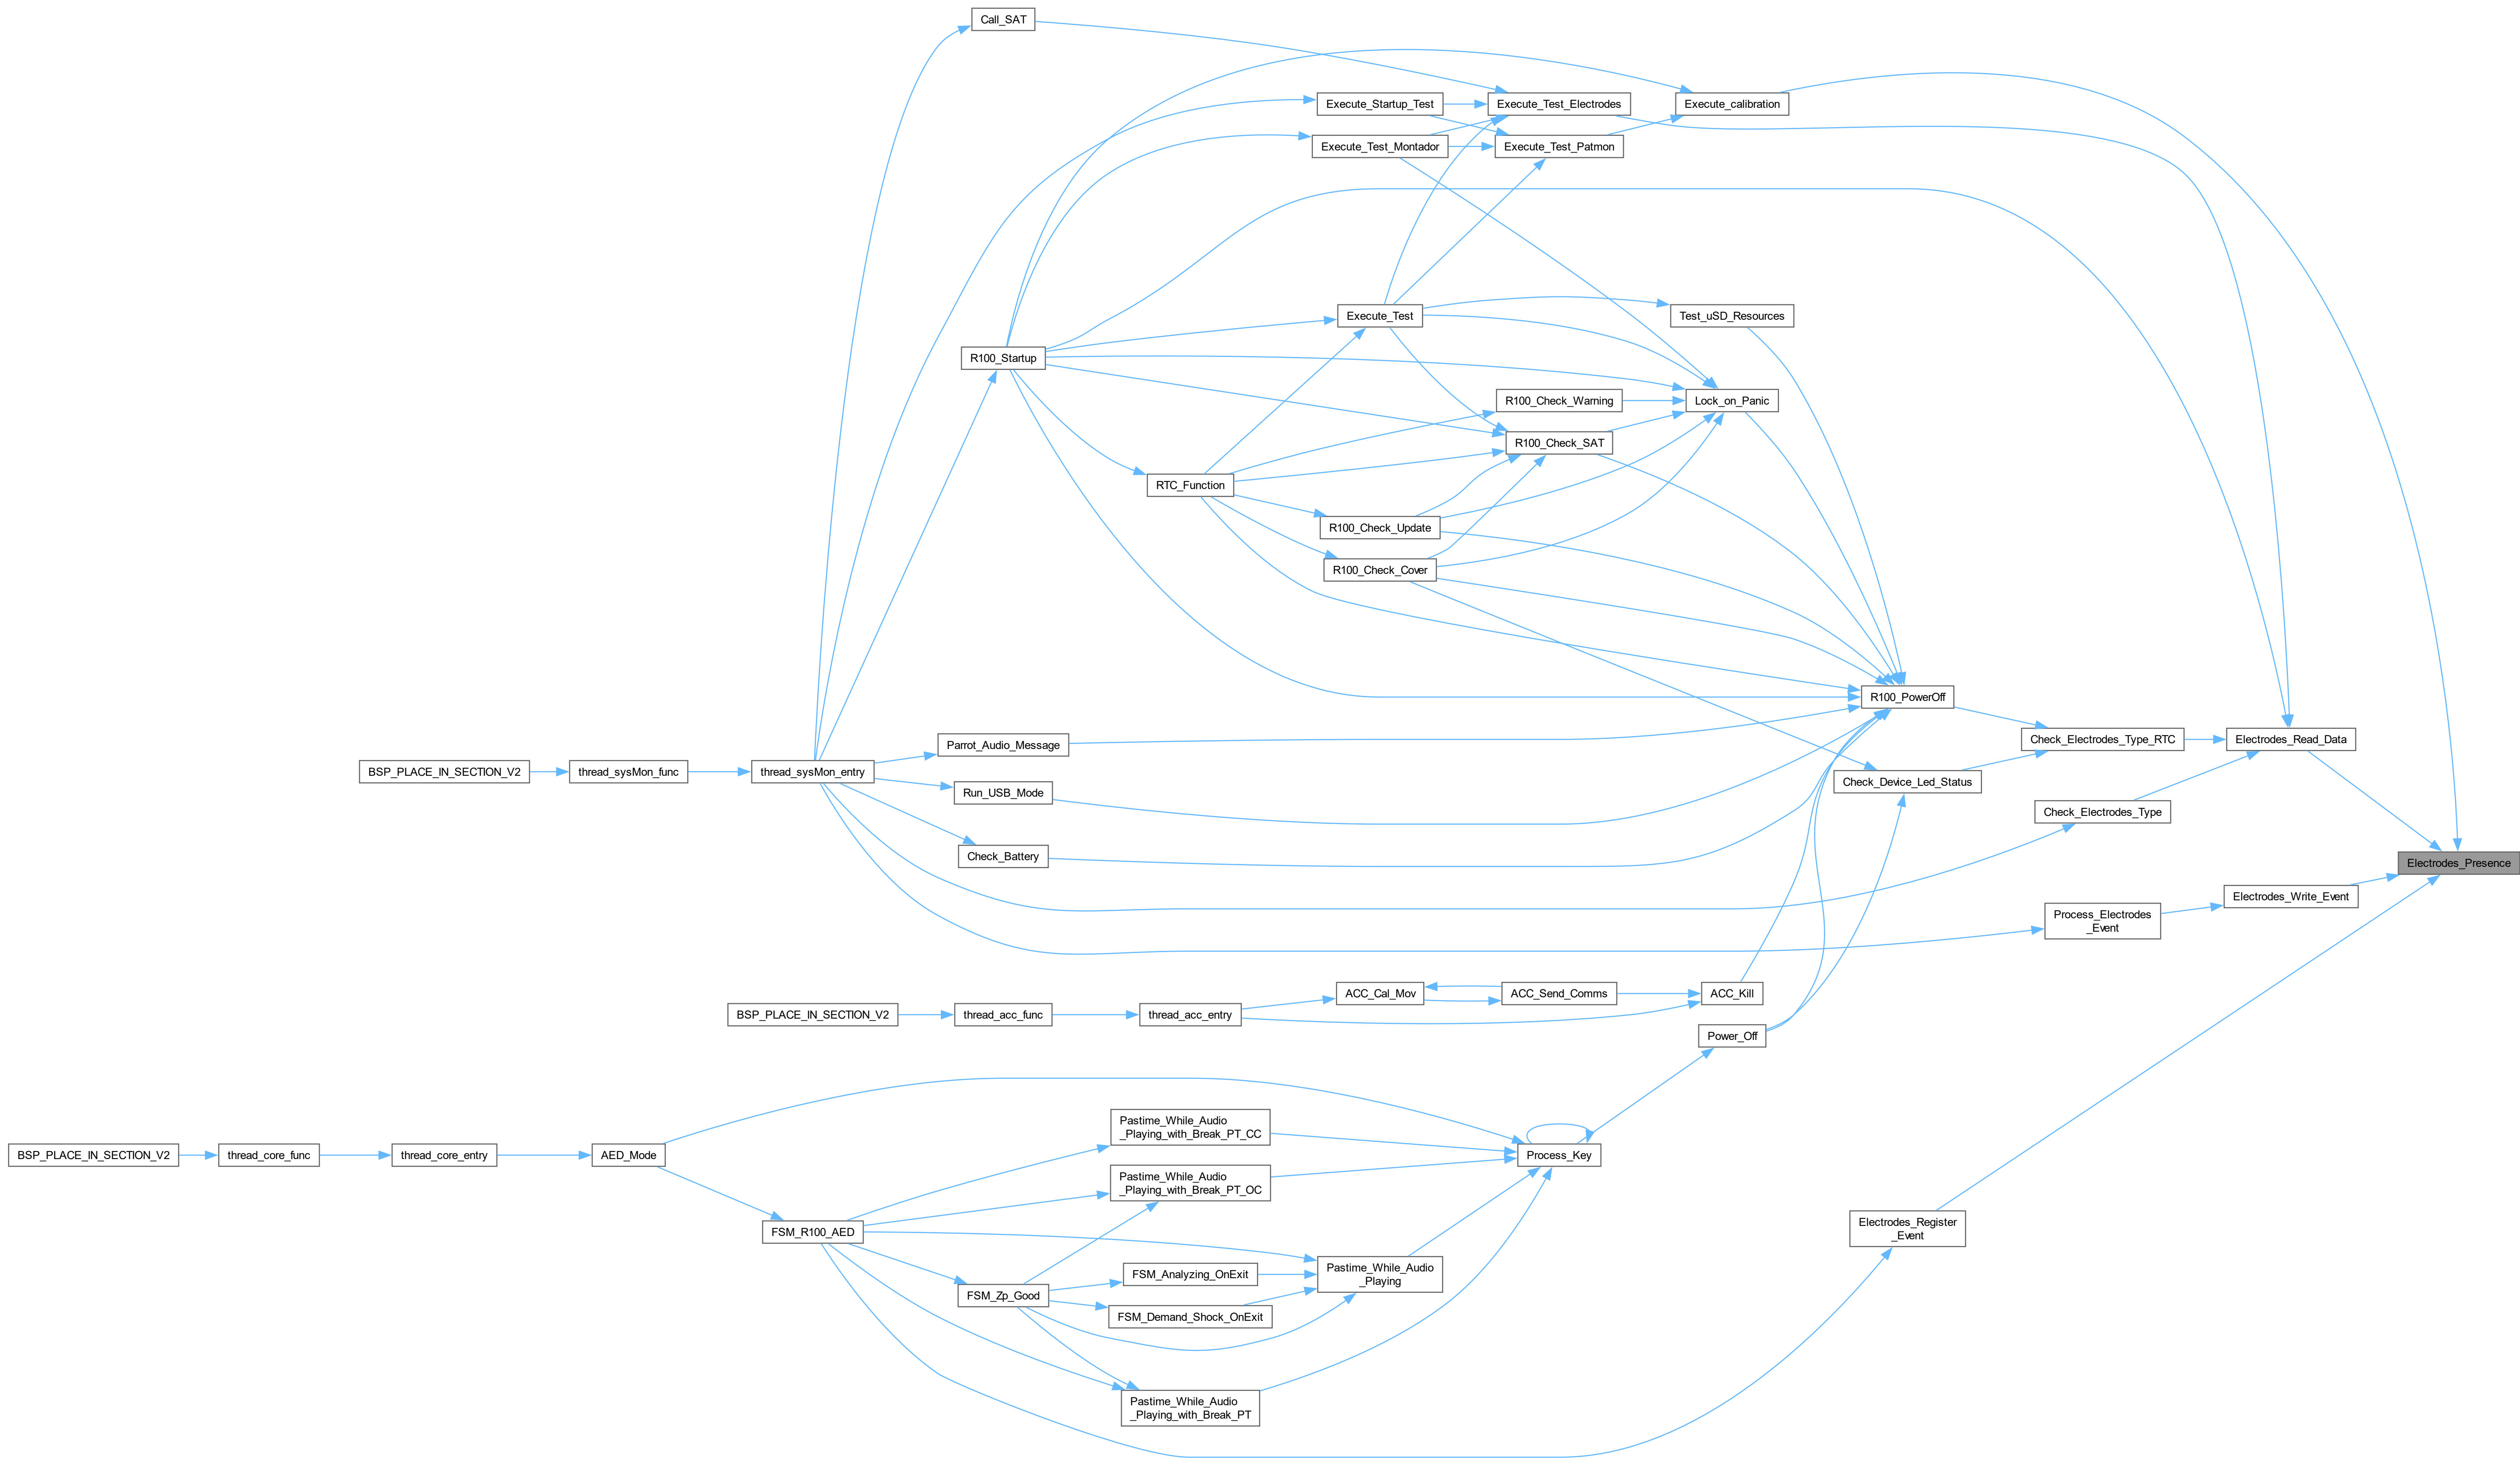 Call_SAT
Execute_Startup_Test
Execute_Test_Electrodes
Execute_calibration
Execute_Test_Montador
Execute_Test_Patmon
Execute_Test
Test_uSD_Resources
R100_Startup
R100_Check_Warning
Lock_on_Panic
R100_Check_SAT
RTC_Function
R100_Check_Update
R100_Check_Cover
R100_PowerOff
Parrot_Audio_Message
Check_Electrodes_Type_RTC
Electrodes_Read_Data
BSP_PLACE_IN_SECTION_V2
thread_sysMon_func
thread_sysMon_entry
Run_USB_Mode
Check_Device_Led_Status
Check_Electrodes_Type
Check_Battery
Electrodes_Presence
Electrodes_Write_Event
Process_Electrodes
_Event
ACC_Cal_Mov
ACC_Send_Comms
ACC_Kill
BSP_PLACE_IN_SECTION_V2
thread_acc_func
thread_acc_entry
Power_Off
Pastime_While_Audio
_Playing_with_Break_PT_CC
BSP_PLACE_IN_SECTION_V2
thread_core_func
thread_core_entry
AED_Mode
Process_Key
Pastime_While_Audio
_Playing_with_Break_PT_OC
FSM_R100_AED
Electrodes_Register
_Event
FSM_Analyzing_OnExit
Pastime_While_Audio
_Playing
FSM_Zp_Good
FSM_Demand_Shock_OnExit
Pastime_While_Audio
_Playing_with_Break_PT